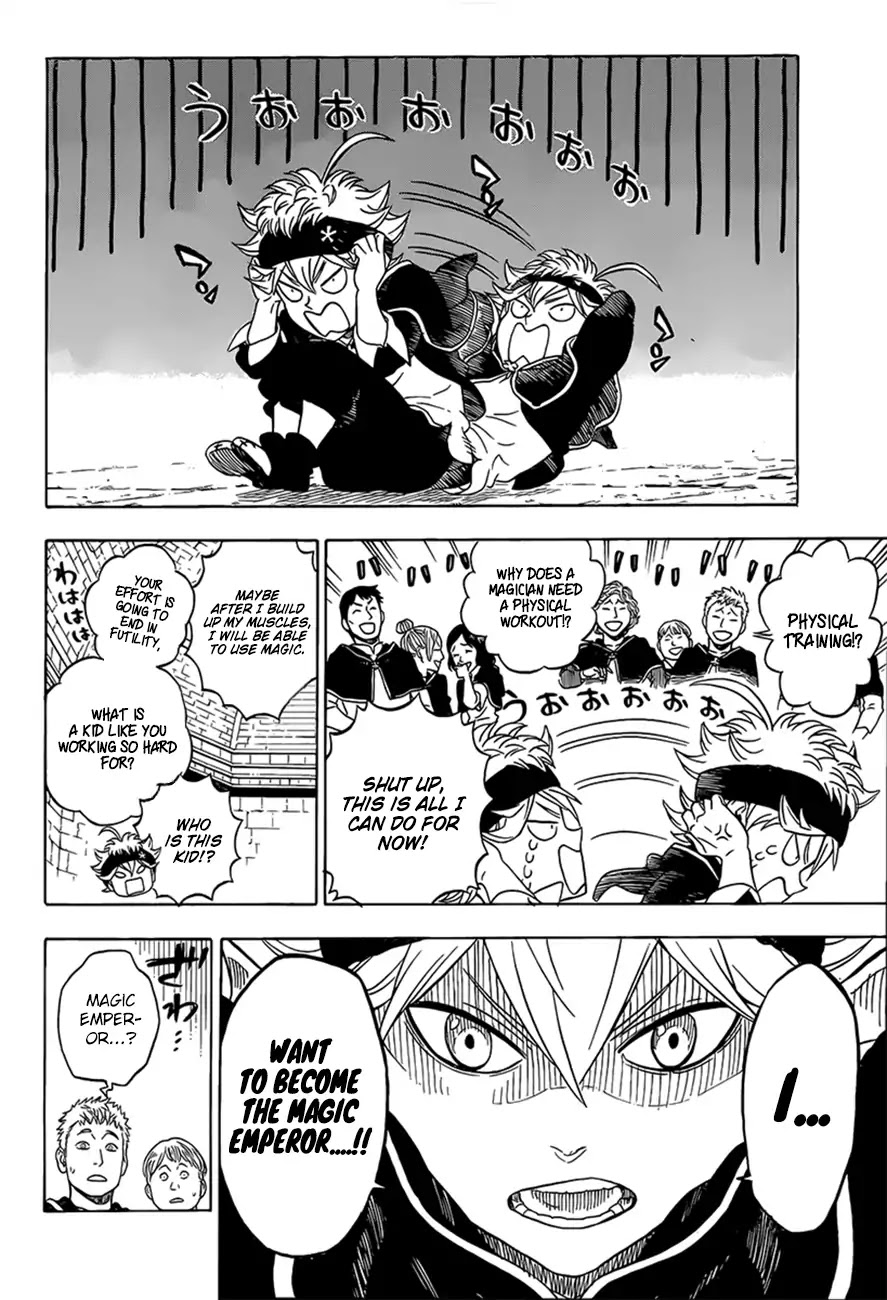 うおおおおおお
PHYSICAL
TRAINING!?
WHY DOES A
MAGICIAN NEED
A PHYSICAL
WORKOUT!?
うおおおおおお
SHUT UP,
THIS IS ALL I
CAN DO FOR
NOW!
MAYBE
AFTER I BUILD
UP MY MUSCLES,
I WILL BE ABLE
TO USE MAGIC.
YOUR
EFFORT IS
GOING TO
END IN
FUTILITY,
わははは
WHAT IS
A KID LIKE YOU
WORKING SO HARD
FOR?
WHO
IS THIS
KID!?
I...
WANT
TO BECOME
THE MAGIC
EMPEROR.....!!
ざわ…
MAGIC
EMPER-
OR...?